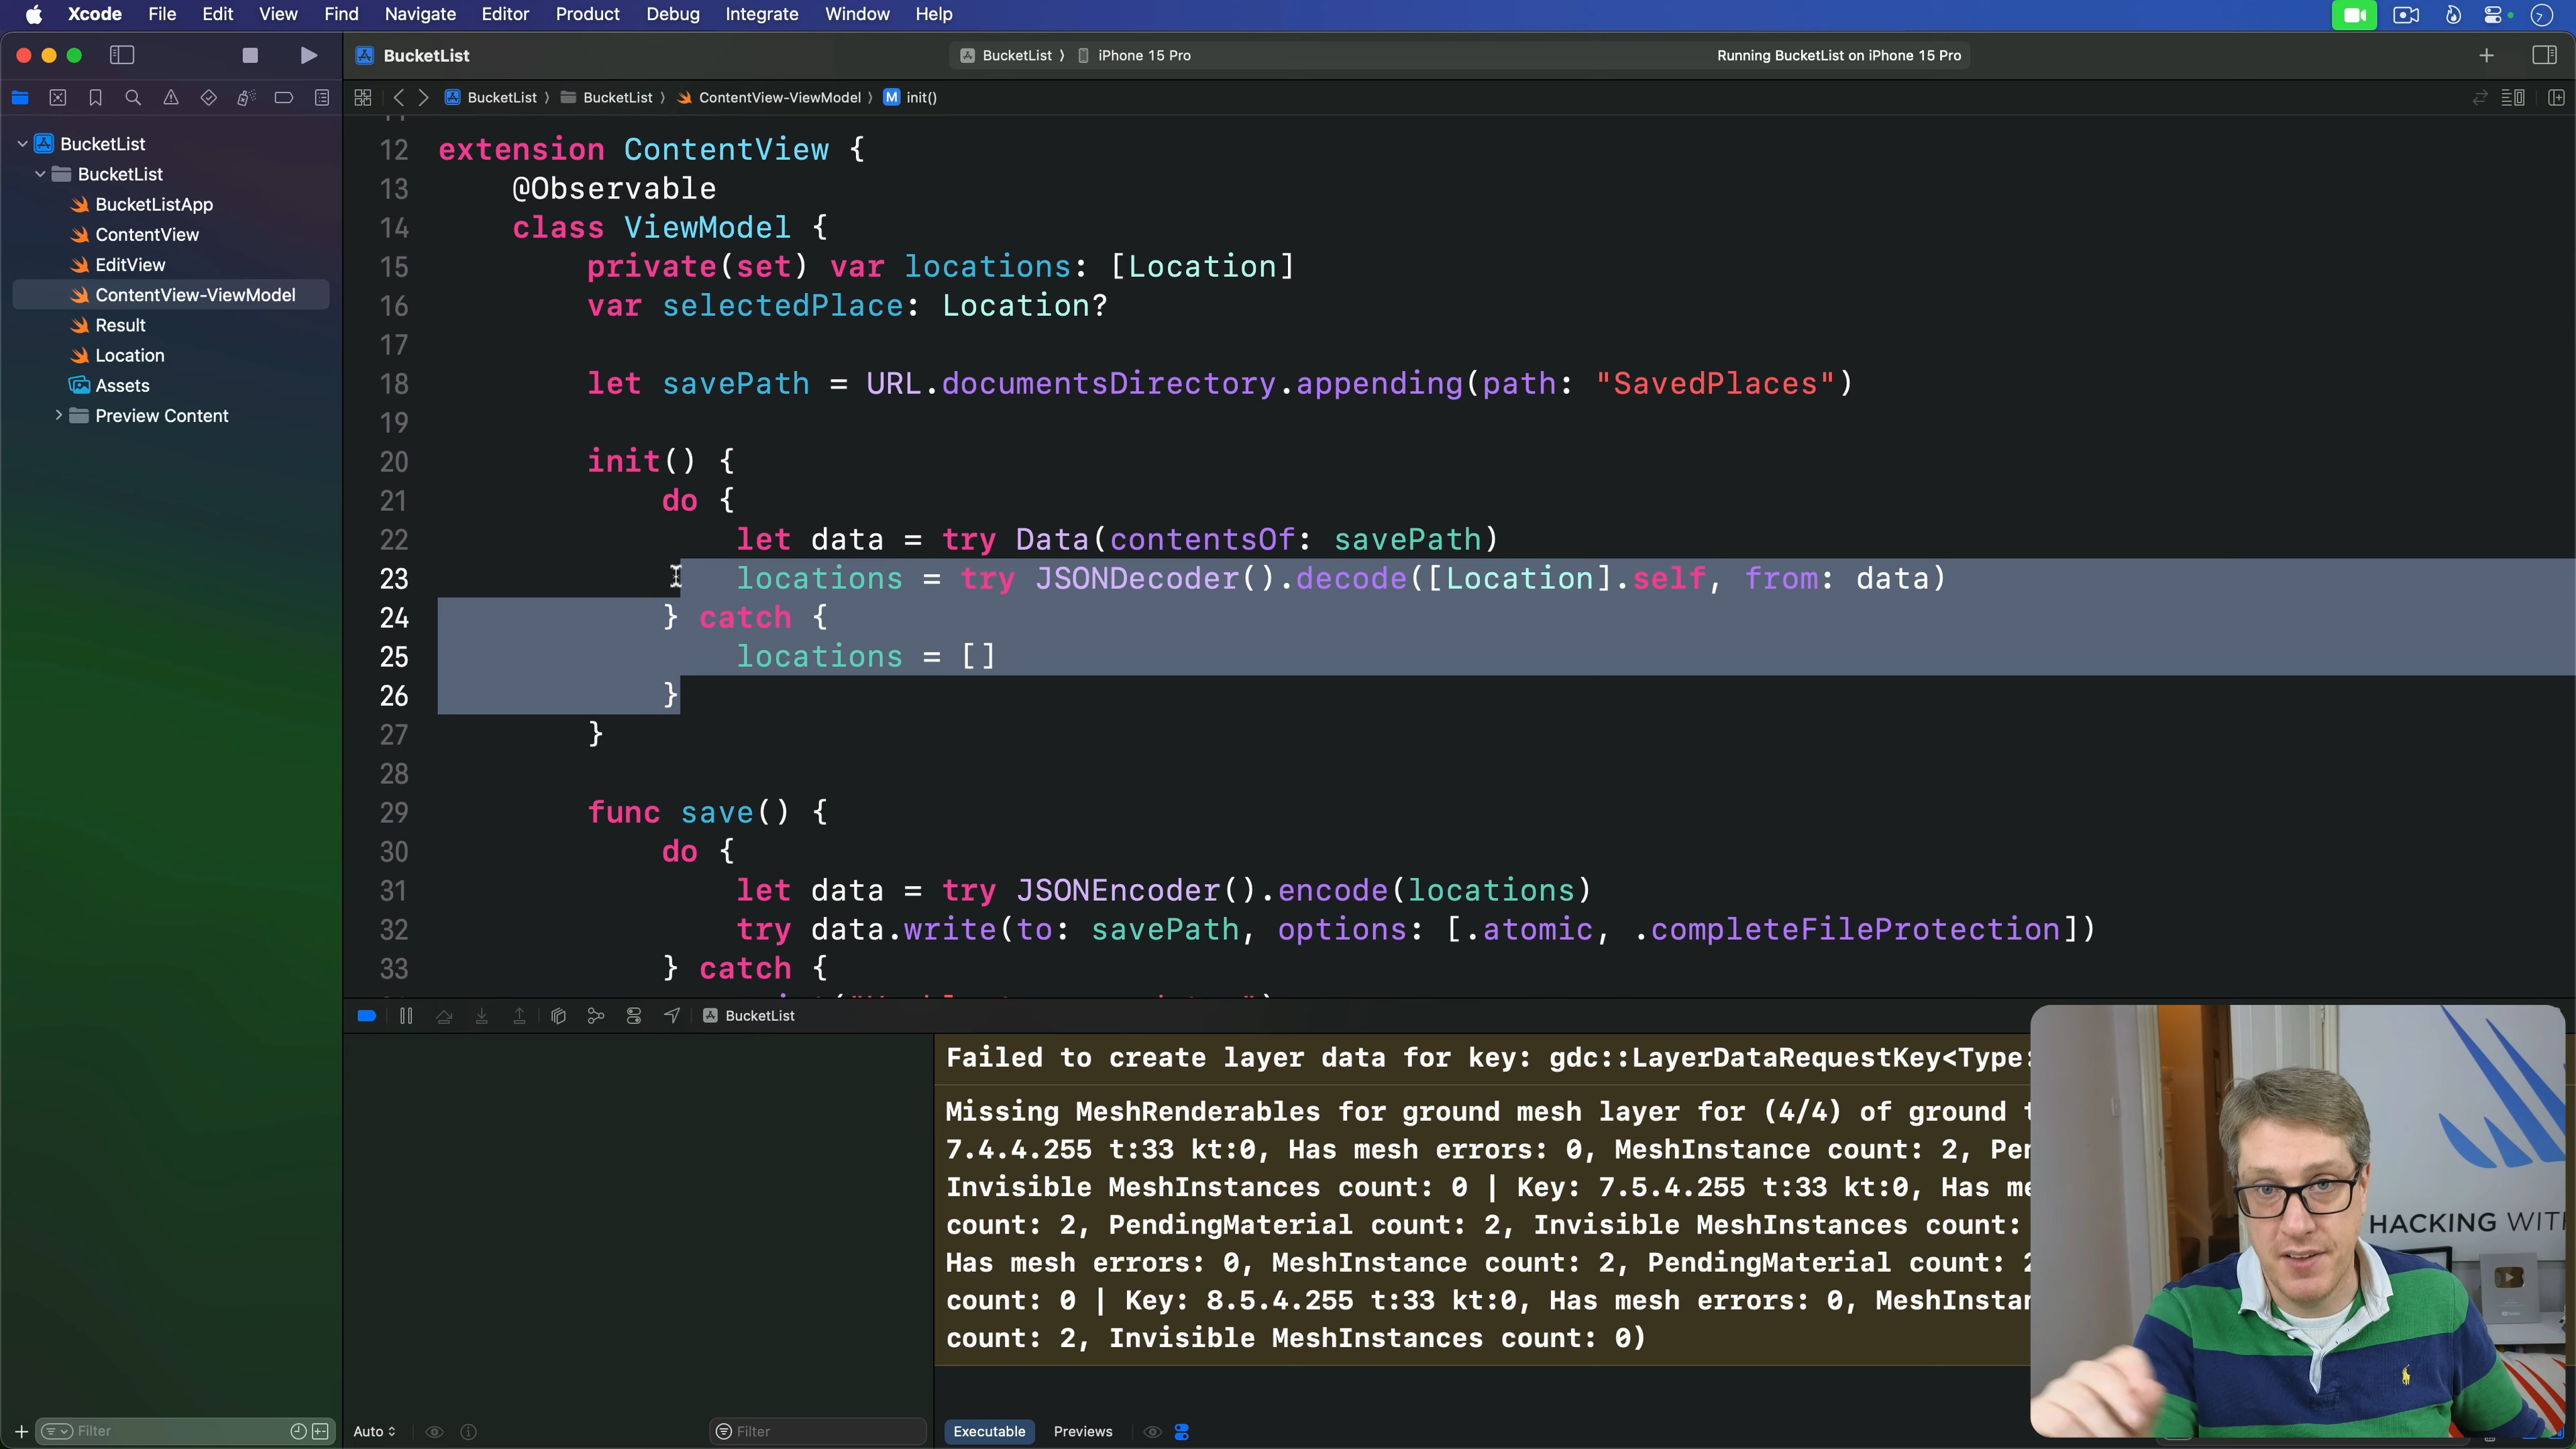 Xcode File Edit View Find Navigate Editor Product Debug Integrate Window Help
BucketList
BucketList 〉 iPhone 15 Pro
Running BucketList on iPhone 15 Pro
BucketList 〉 BucketList 〉 ContentView-ViewModel 〉 M init()
BucketList
BucketList
BucketListApp
ContentView
EditView
ContentView-ViewModel
Result
Location
Assets
Preview Content
12 extension ContentView {
13 @Observable
14 class ViewModel {
15 private(set) var locations: [Location]
16 var selectedPlace: Location?
17
18 let savePath = URL.documentsDirectory.appending(path: "SavedPlaces")
19
20 init() {
21 do {
22 let data = try Data(contentsOf: savePath)
23 locations = try JSONDecoder().decode([Location].self, from: data)
24 } catch {
25 locations = []
26 }
27 }
28
29 func save() {
30 do {
31 let data = try JSONEncoder().encode(locations)
32 try data.write(to: savePath, options: [.atomic, .completeFileProtection])
33 } catch {
BucketList
Failed to create layer data for key: gdc::LayerDataRequestKey<Type:
Missing MeshRenderables for ground mesh layer for (4/4) of ground
7.4.4.255 t:33 kt:0, Has mesh errors: 0, MeshInstance count: 2, Pen
Invisible MeshInstances count: 0 | Key: 7.5.4.255 t:33 kt:0, Has me
count: 2, PendingMaterial count: 2, Invisible MeshInstances count:
Has mesh errors: 0, MeshInstance count: 2, PendingMaterial count:
count: 0 | Key: 8.5.4.255 t:33 kt:0, Has mesh errors: 0, MeshInstan
count: 2, Invisible MeshInstances count: 0)
HACKING WITH
Filter
Auto
Filter
Executable Previews